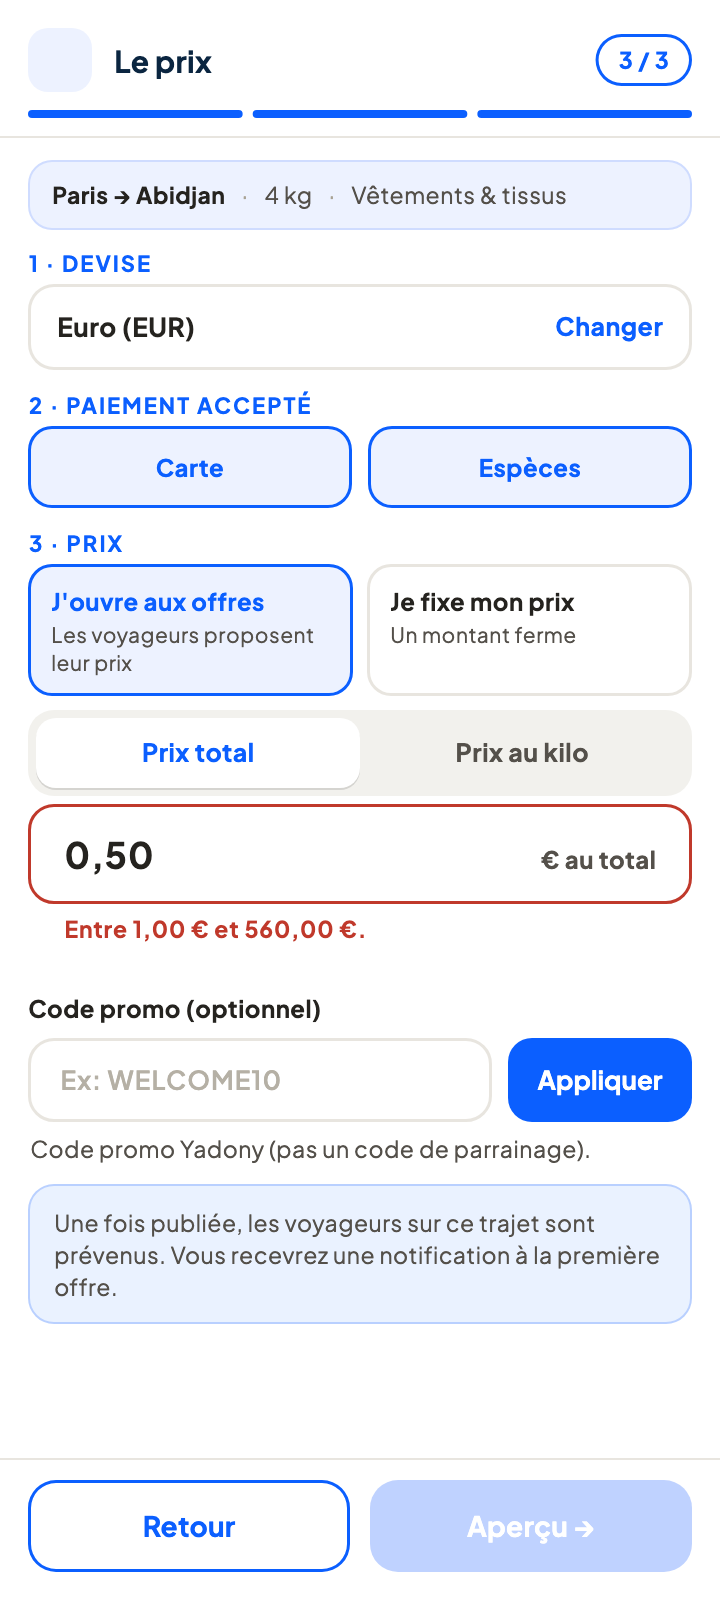 Le prix
3 / 3
Paris → Abidjan · 4 kg · Vêtements & tissus
1 · DEVISE
Euro (EUR)
Changer
2 · PAIEMENT ACCEPTÉ
Carte
Espèces
3 · PRIX
J'ouvre aux offres
Les voyageurs proposent
leur prix
Je fixe mon prix
Un montant ferme
Prix total
Prix au kilo
0,50
€ au total
Entre 1,00 € et 560,00 €.
Code promo (optionnel)
Ex: WELCOME10
Appliquer
Code promo Yadony (pas un code de parrainage).
Une fois publiée, les voyageurs sur ce trajet sont
prévenus. Vous recevrez une notification à la première
offre.
Retour
Aperçu →